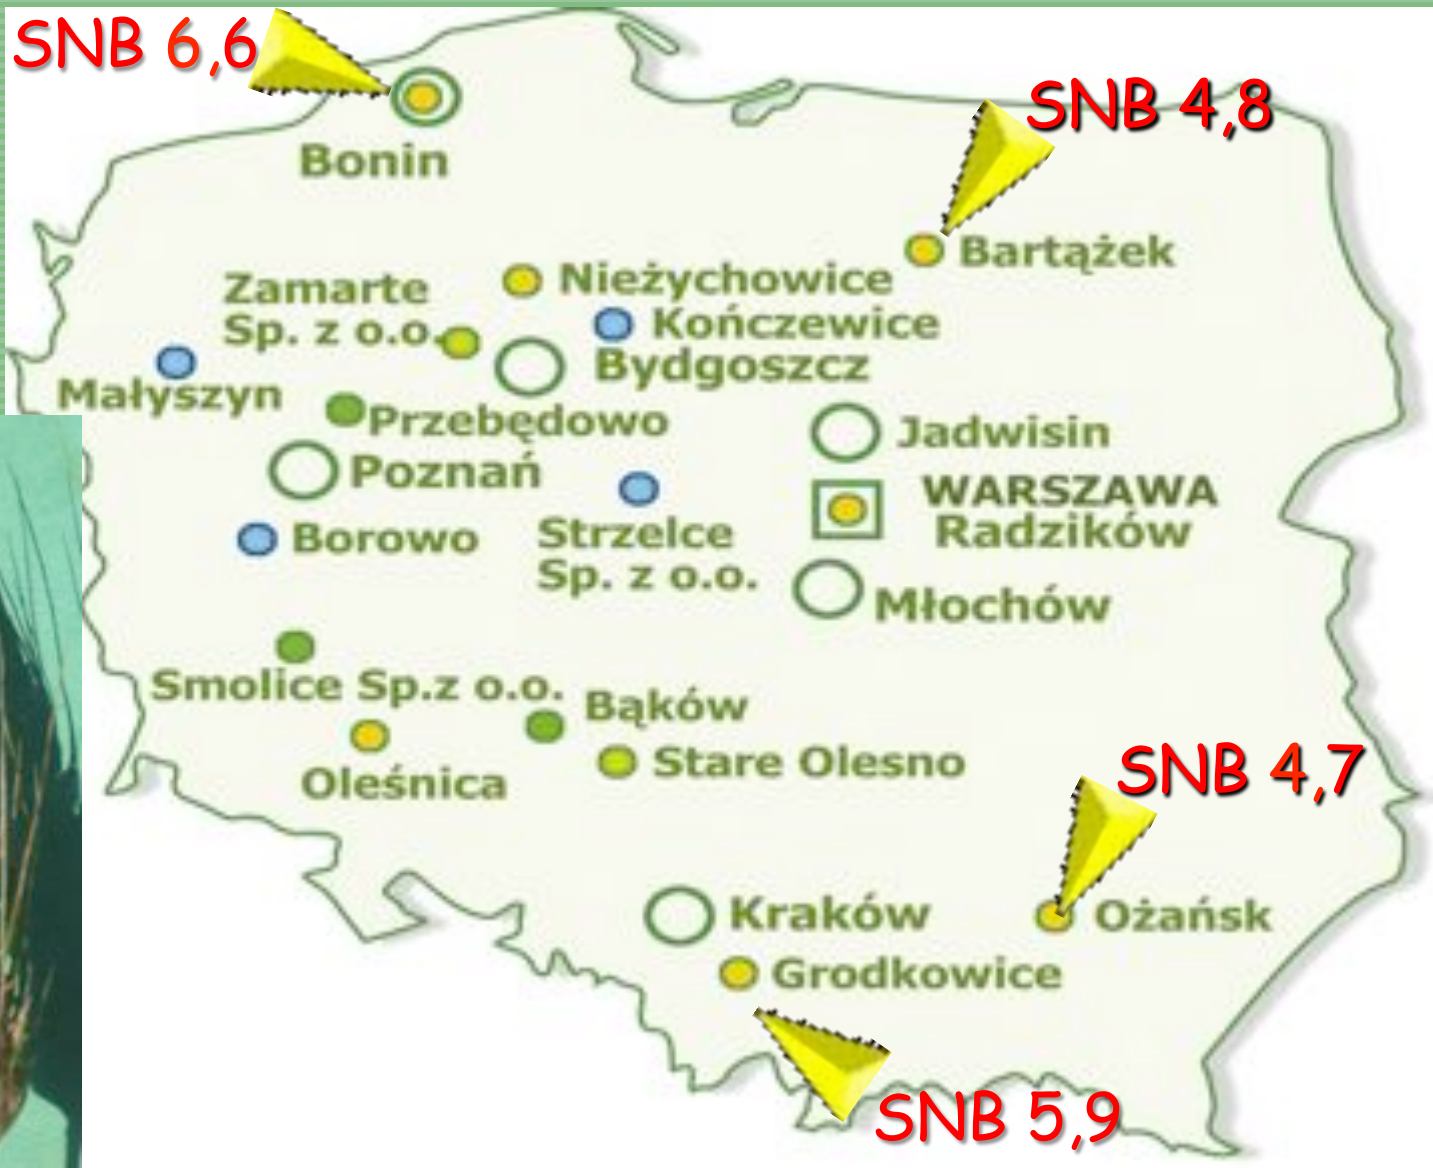 SNB 6,6
SNB 4,8
Bonin
Bartążek
Zamarte
Sp. z o.o.
Nieżychowice
Kończewice
Bydgoszcz
Małyszyn
Przebędowo
Jadwisin
Poznań
WARSZAWA
Radzików
Borowo
Strzelce
Sp. z o.o.
Młochów
Smolice Sp.z o.o.
Bąków
Oleśnica
Stare Olesno
SNB 4,7
Kraków
Ożańsk
Grodkowice
SNB 5,9